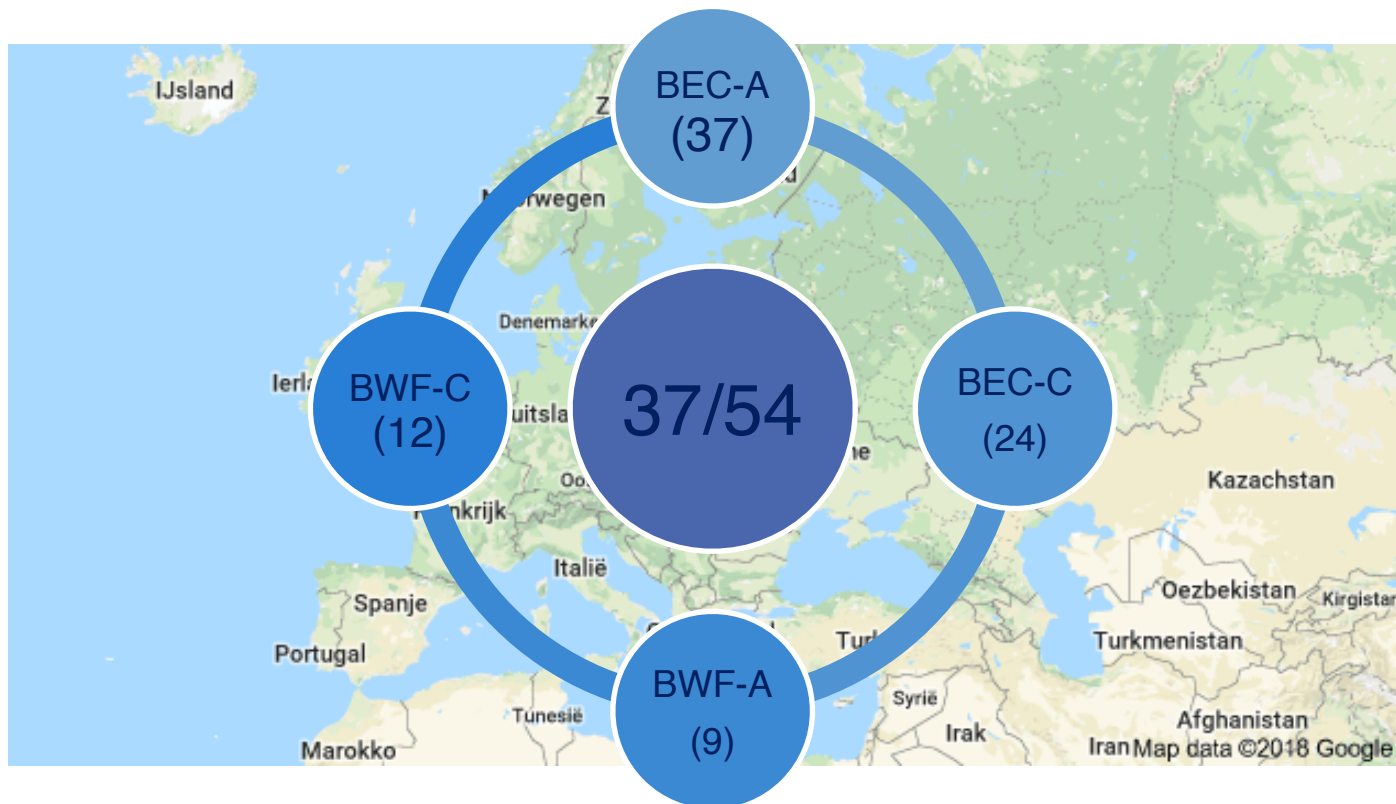 BEC-A
(37)
IJsland
Noorwegen
Denemarke
BWF-C
(12)
37/54
BEC-C
(24)
Kazachstan
Italië
Spanje
Oezbekistan
Kirgistan
Portugal
Turkmenistan
BWF-A
(9)
Syrië
Tunesië
Irak
Afghanistan
Marokko
Iran
Map data ©2018 Google